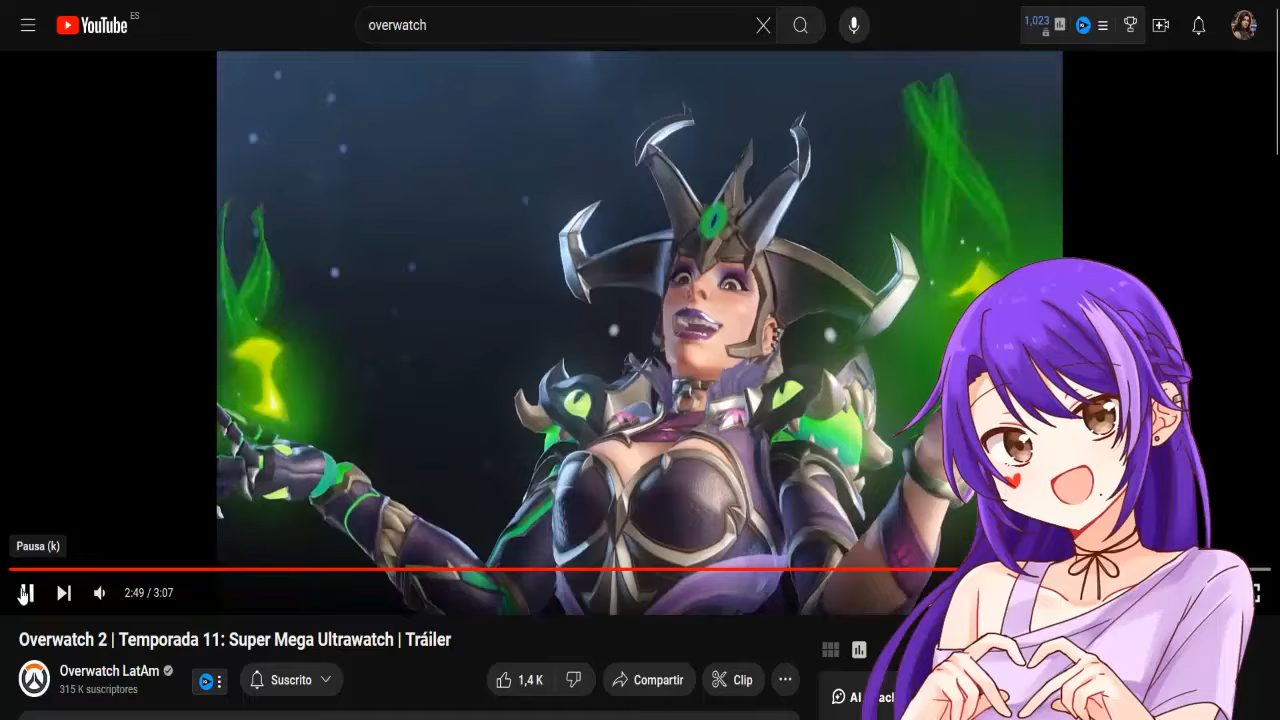 YouTube ES
overwatch
1,023
Pausa (k)
2:49 / 3:07
Overwatch 2 | Temporada 11: Super Mega Ultrawatch | Tráiler
Overwatch LatAm
315 K suscriptores
Suscrito
1,4 K
Compartir
Clip